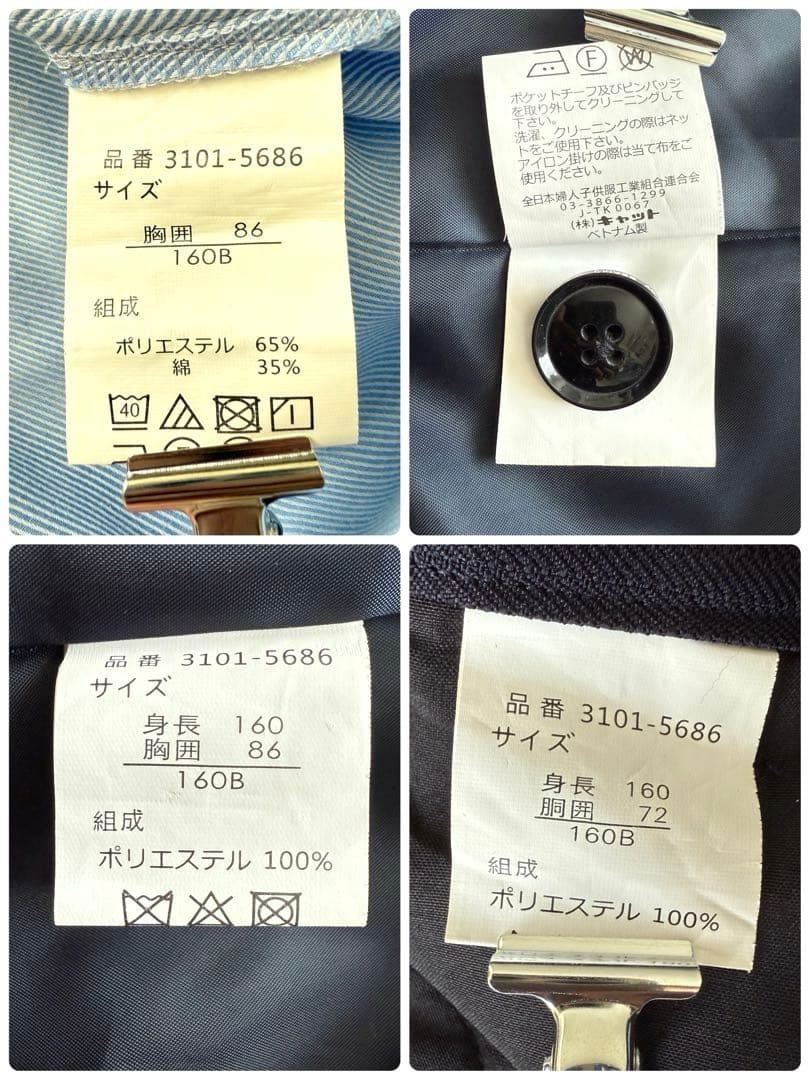 品番 3101-5686
サイズ
胸囲 86
160B
組成
ポリエステル 65%
綿 35%
40
F
W
ポケットチーフ及びピンバッジ
を取り外してクリーニングして
下さい。
洗濯、クリーニングの際はネッ
トをご使用下さい。
アイロン掛けの際は当て布をご
使用ください。
全日本婦人子供服工業組合連合会
03-3866-1299
J-TK0067
(株)キャット
ベトナム製
品番 3101-5686
サイズ
身長 160
胸囲 86
160B
組成
ポリエステル 100%
品番 3101-5686
サイズ
身長 160
胴囲 72
160B
組成
ポリエステル 100%